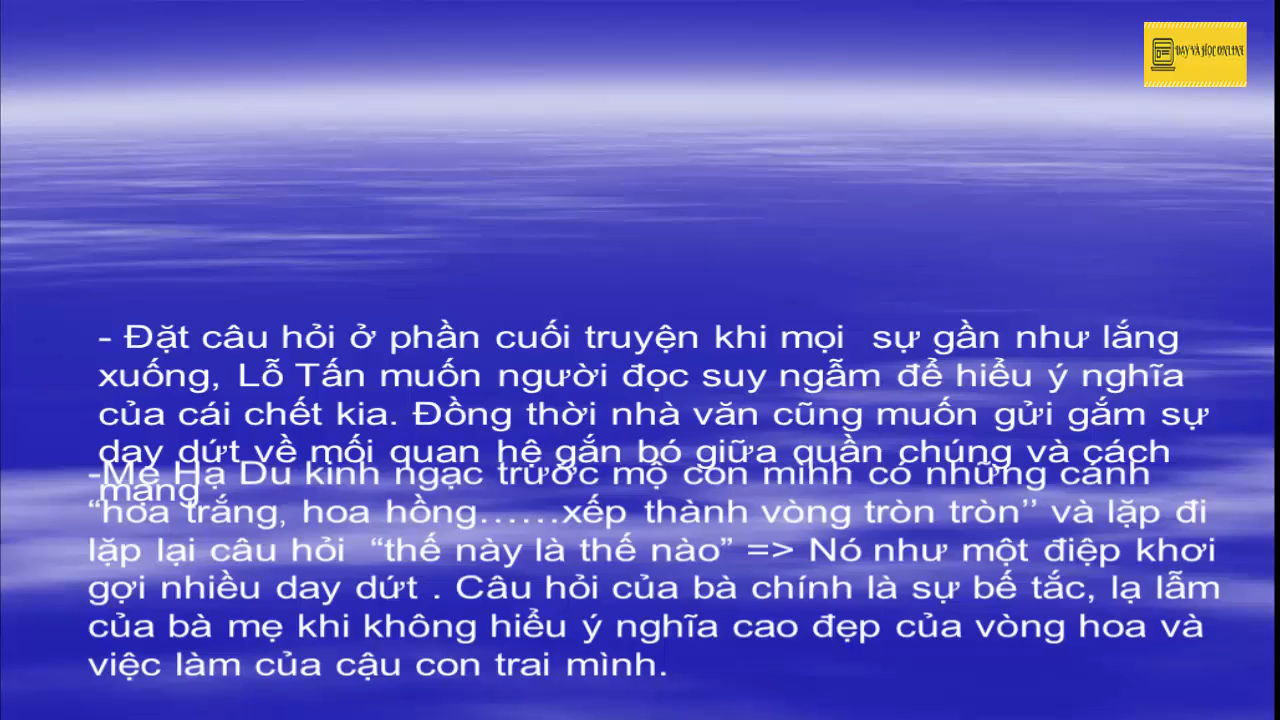 DẠY VÀ HỌC ONLINE
- Đặt câu hỏi ở phần cuối truyện khi mọi sự gần như lắng
xuống, Lỗ Tấn muốn người đọc suy ngẫm để hiểu ý nghĩa
của cái chết kia. Đồng thời nhà văn cũng muốn gửi gắm sự
day dứt về mối quan hệ gắn bó giữa quần chúng và cách
mạng
-Mẹ Hạ Du kinh ngạc trước mộ con mình có những cánh
“hoa trắng, hoa hồng……xếp thành vòng tròn tròn’’ và lặp đi
lặp lại câu hỏi “thế này là thế nào” => Nó như một điệp khơi
gợi nhiều day dứt . Câu hỏi của bà chính là sự bế tắc, lạ lẫm
của bà mẹ khi không hiểu ý nghĩa cao đẹp của vòng hoa và
việc làm của cậu con trai mình.